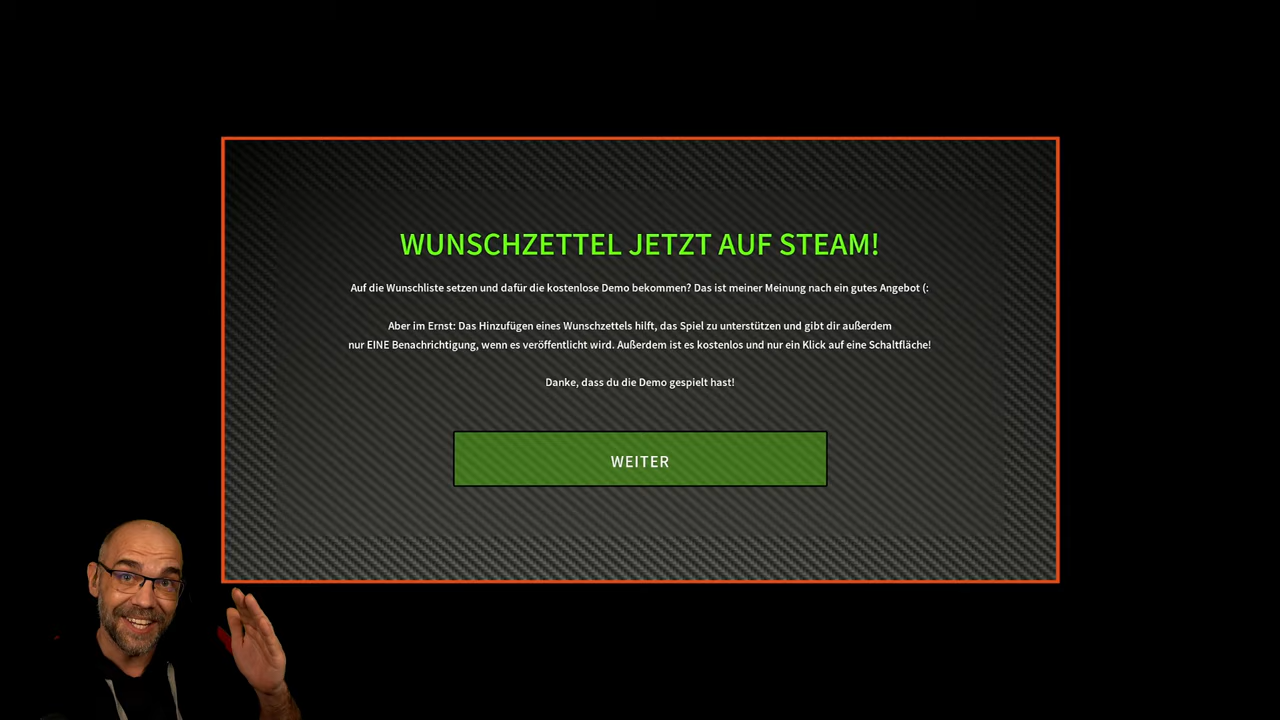 WUNSCHZETTEL JETZT AUF STEAM!
Auf die Wunschliste setzen und dafür die kostenlose Demo bekommen? Das ist meiner Meinung nach ein gutes Angebot (:
Aber im Ernst: Das Hinzufügen eines Wunschzettels hilft, das Spiel zu unterstützen und gibt dir außerdem
nur EINE Benachrichtigung, wenn es veröffentlicht wird. Außerdem ist es kostenlos und nur ein Klick auf eine Schaltfläche!
Danke, dass du die Demo gespielt hast!
WEITER